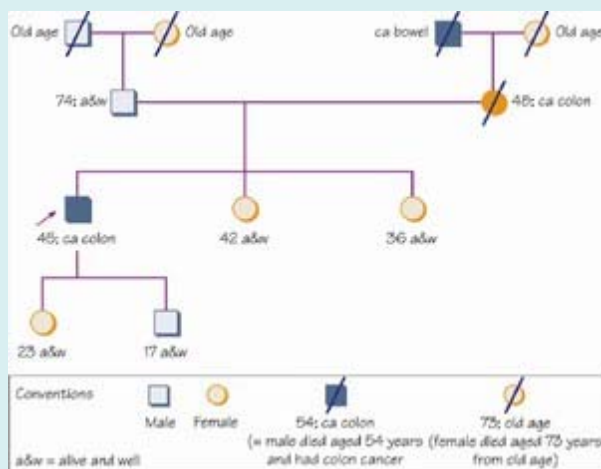 Old age
Old age
ca bowel
Old age
74; a&w
48; ca colon
45; ca colon
42 a&w
36 a&w
23 a&w
17 a&w
Conventions
Male
Female
54; ca colon
(= male died aged 54 years
and had colon cancer
73; old age
(female died aged 73 years
from old age)
a&w = alive and well